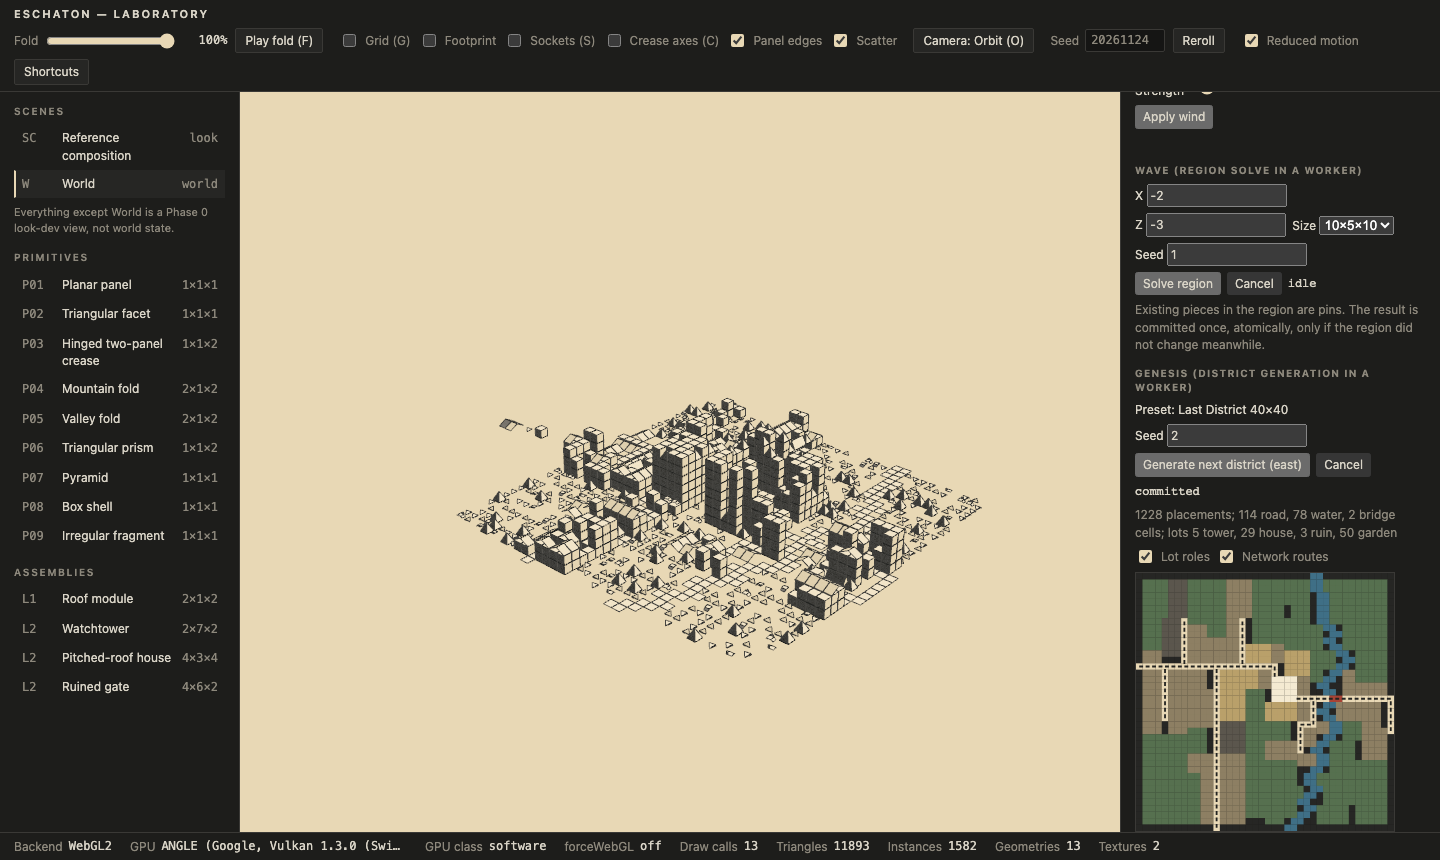 ESCHATON — LABORATORY
Fold 100% Play fold (F) Grid (G) Footprint Sockets (S) Crease axes (C) Panel edges Scatter Camera: Orbit (O) Seed 20261124 Reroll Reduced motion
Shortcuts
SCENES
SC Reference composition look
W World world
Everything except World is a Phase 0
look-dev view, not world state.
PRIMITIVES
P01 Planar panel 1×1×1
P02 Triangular facet 1×1×1
P03 Hinged two-panel crease 1×1×2
P04 Mountain fold 2×1×2
P05 Valley fold 2×1×2
P06 Triangular prism 1×1×2
P07 Pyramid 1×1×1
P08 Box shell 1×1×1
P09 Irregular fragment 1×1×1
ASSEMBLIES
L1 Roof module 2×1×2
L2 Watchtower 2×7×2
L2 Pitched-roof house 4×3×4
L2 Ruined gate 4×6×2
Strength
Apply wind
WAVE (REGION SOLVE IN A WORKER)
X -2
Z -3 Size 10×5×10
Seed 1
Solve region Cancel idle
Existing pieces in the region are pins. The result is
committed once, atomically, only if the region did
not change meanwhile.
GENESIS (DISTRICT GENERATION IN A
WORKER)
Preset: Last District 40×40
Seed 2
Generate next district (east) Cancel
committed
1228 placements; 114 road, 78 water, 2 bridge
cells; lots 5 tower, 29 house, 3 ruin, 50 garden
Lot roles Network routes
Backend WebGL2 GPU ANGLE (Google, Vulkan 1.3.0 (Swi… GPU class software forceWebGL off Draw calls 13 Triangles 11893 Instances 1582 Geometries 13 Textures 2